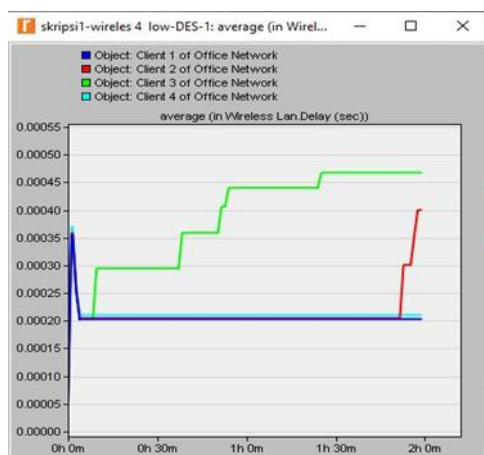 skripsi1-wireles 4 low-DES-1: average (in Wirel...
Object: Client 1 of Office Network
Object: Client 2 of Office Network
Object: Client 3 of Office Network
Object: Client 4 of Office Network
average (in Wireless Lan.Delay (sec))
0.00055
0.00050
0.00045
0.00040
0.00035
0.00030
0.00025
0.00020
0.00015
0.00010
0.00005
0.00000
0h 0m 0h 30m 1h 0m 1h 30m 2h 0m